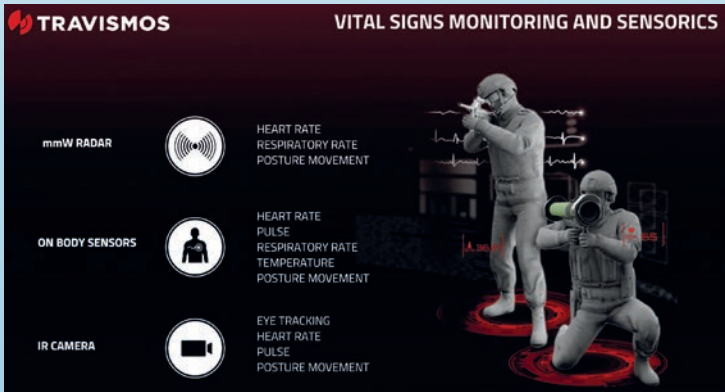 TRAVISMOS
VITAL SIGNS MONITORING AND SENSORICS
mmW RADAR
HEART RATE
RESPIRATORY RATE
POSTURE MOVEMENT
ON BODY SENSORS
HEART RATE
PULSE
RESPIRATORY RATE
TEMPERATURE
POSTURE MOVEMENT
IR CAMERA
EYE TRACKING
HEART RATE
PULSE
POSTURE MOVEMENT